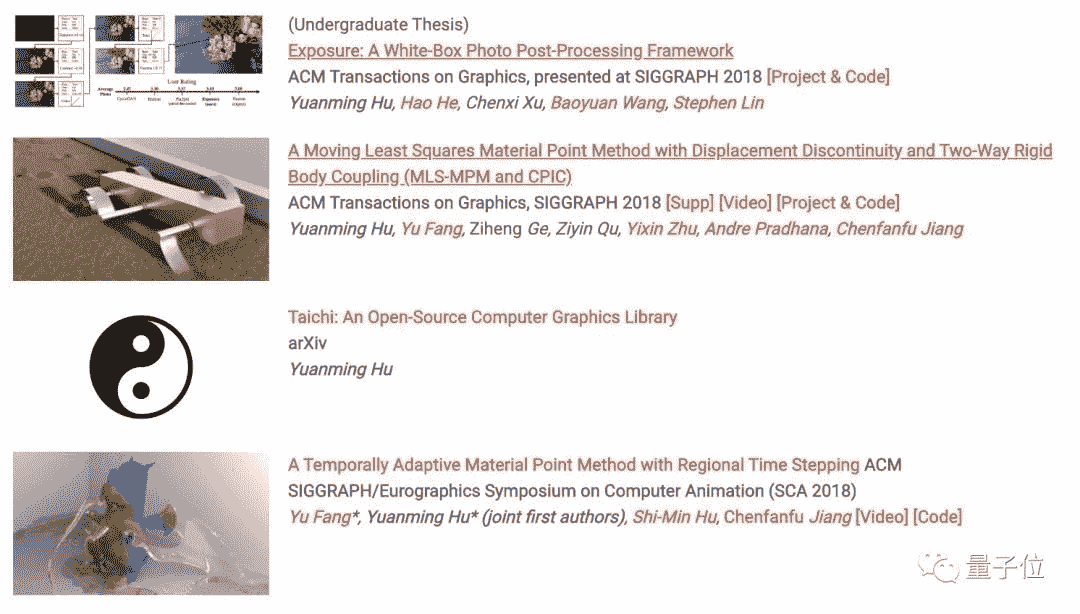 (Undergraduate Thesis)
Exposure: A White-Box Photo Post-Processing Framework
ACM Transactions on Graphics, presented at SIGGRAPH 2018 [Project & Code]
Yuanming Hu, Hao He, Chenxi Xu, Baoyuan Wang, Stephen Lin
A Moving Least Squares Material Point Method with Displacement Discontinuity and Two-Way Rigid
Body Coupling (MLS-MPM and CPIC)
ACM Transactions on Graphics, SIGGRAPH 2018 [Supp] [Video] [Project & Code]
Yuanming Hu, Yu Fang, Ziheng Ge, Ziyin Qu, Yixin Zhu, Andre Pradhana, Chenfanfu Jiang
Taichi: An Open-Source Computer Graphics Library
arXiv
Yuanming Hu
A Temporally Adaptive Material Point Method with Regional Time Stepping ACM
SIGGRAPH/Eurographics Symposium on Computer Animation (SCA 2018)
Yu Fang*, Yuanming Hu* (joint first authors), Shi-Min Hu, Chenfanfu Jiang [Video] [Code]
量子位